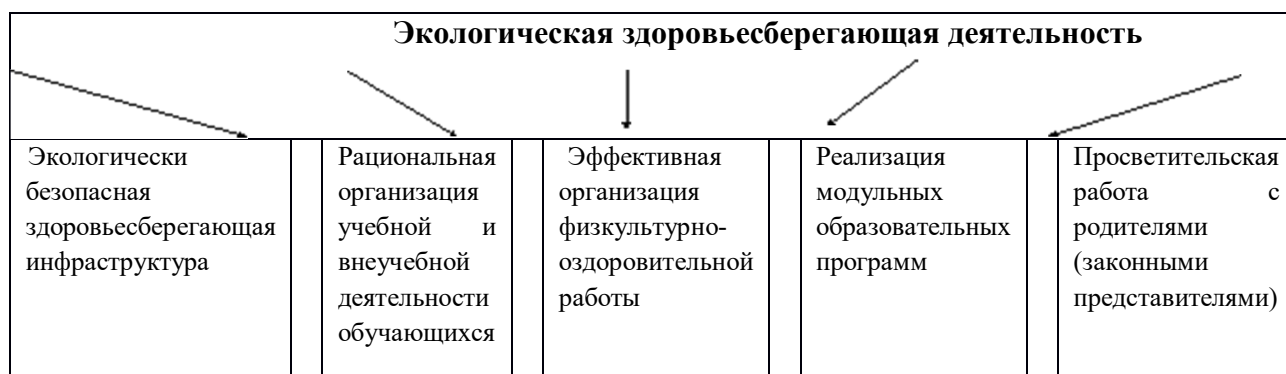 Экологическая здоровьесберегающая деятельность
Экологически
безопасная
здоровьесберегающая
инфраструктура
Рациональная
организация
учебной и
внеучебной
деятельности
обучающихся
Эффективная
организация
физкультурно-
оздоровительной
работы
Реализация
модульных
образовательных
программ
Просветительская
работа с
родителями
(законными
представителями)